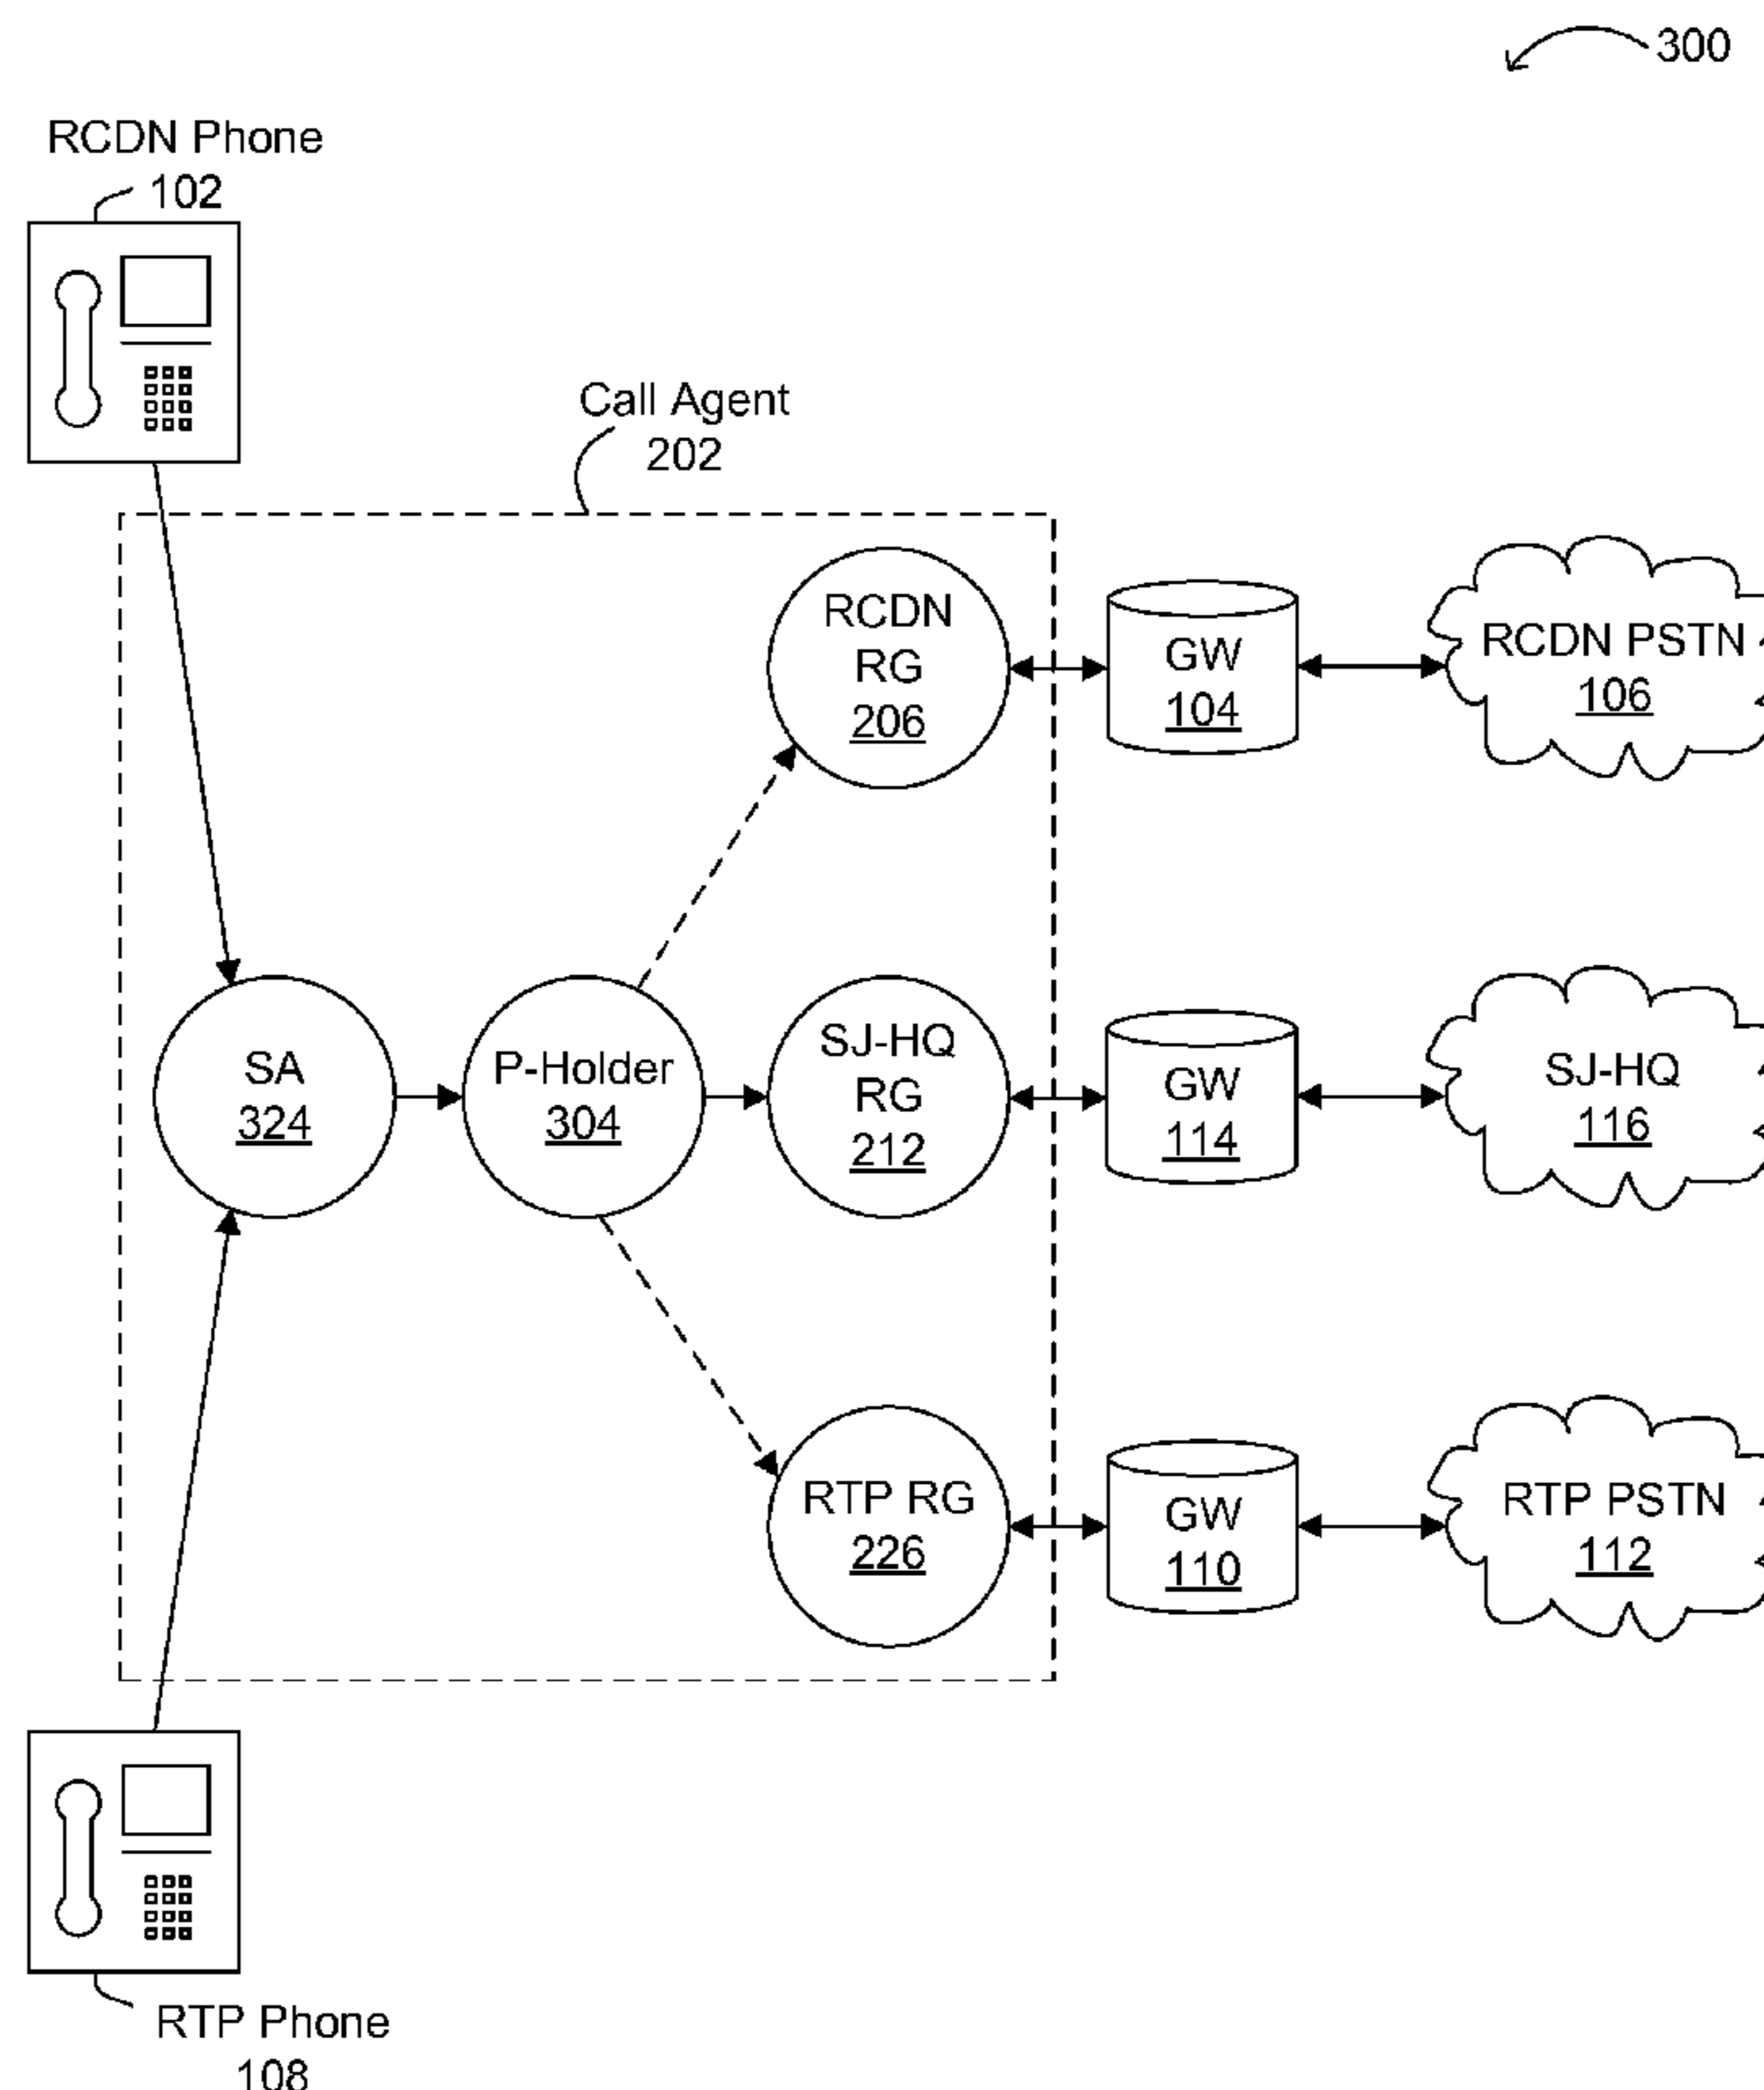 300
RCDN Phone
102
Call Agent
202
RCDN
RG
206
GW
104
RCDN PSTN
106
SA
324
P-Holder
304
SJ-HQ
RG
212
GW
114
SJ-HQ
116
RTP RG
226
GW
110
RTP PSTN
112
RTP Phone
108